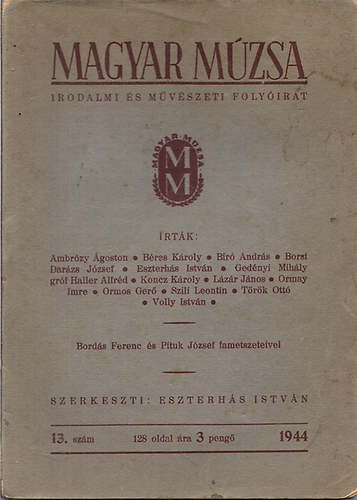 MAGYAR MÚZSA
IRODALMI ÉS MŰVÉSZETI FOLYÓIRAT
MAGYAR-MÚZSA
MM
ÍRTÁK:
Ambrózy Ágoston • Béres Károly • Bíró András • Borsi
Darázs József • Eszterhás István • Gedényi Mihály
gróf Haller Alfréd • Koncz Károly • Lázár János • Ormay
Imre • Ormos Gerő • Szili Leontin • Török Ottó
• Volly István •
Bordás Ferenc és Pituk József fametszeteivel
SZERKESZTI: ESZTERHÁS ISTVÁN
13. szám 128 oldal ára 3 pengő 1944